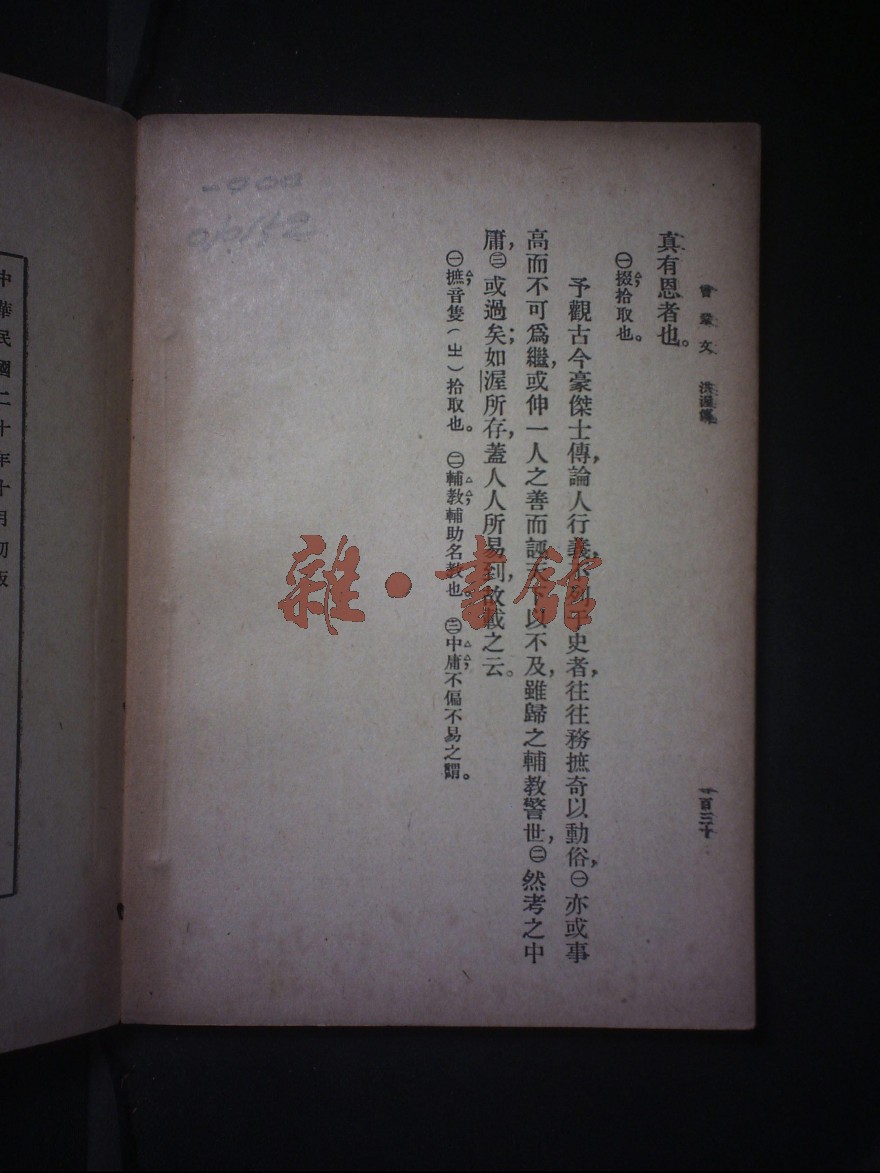 曾鞏文 洪渥傳
一百三十
真有恩者也。
㊀掇、拾取也。
予觀古今豪傑士傳，論人行義，不列于史者，往往務摭奇以動俗，㊀亦或事
高而不可爲繼，或伸一人之善而誣天下以不及，雖歸之輔教警世，㊁然考之中
庸，㊂或過矣；如渥所存，蓋人人所易到，故載之云。
㊀摭，音隻（ㄓ）拾取也。㊁輔教，輔助名教也。㊂中庸，不偏不易之謂。
中華民國二十年十月初版
雜·書館